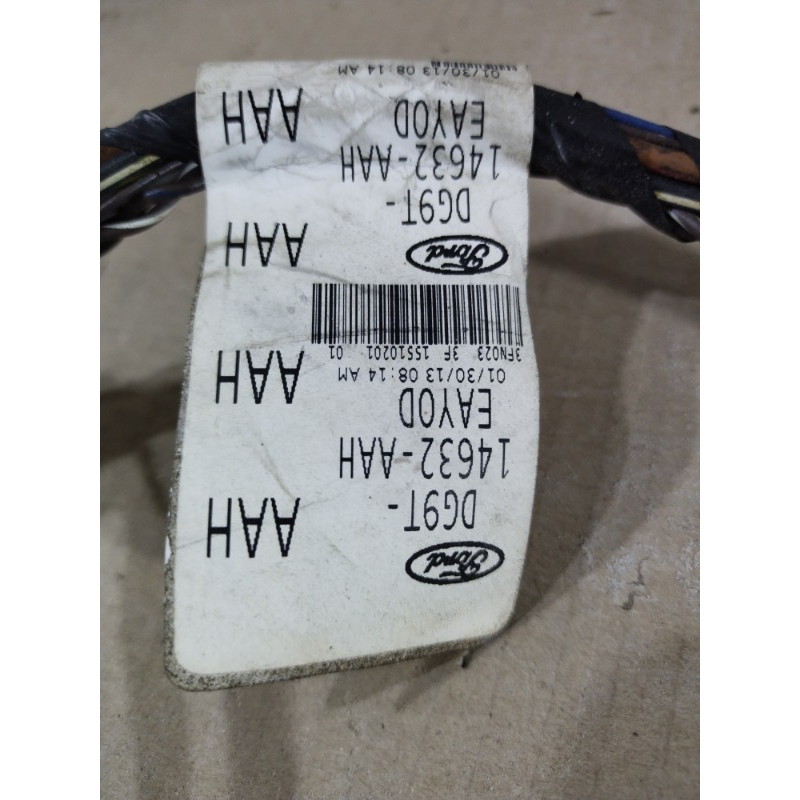 Ford
DG9T- AAH
14632-AAH
EAYOD AAH
01/30/13 08:14 AM
3FN023 3F 15510201 01
Ford AAH
DG9T-
14632-AAH
EAYOD AAH
01/30/13 08:14 AM